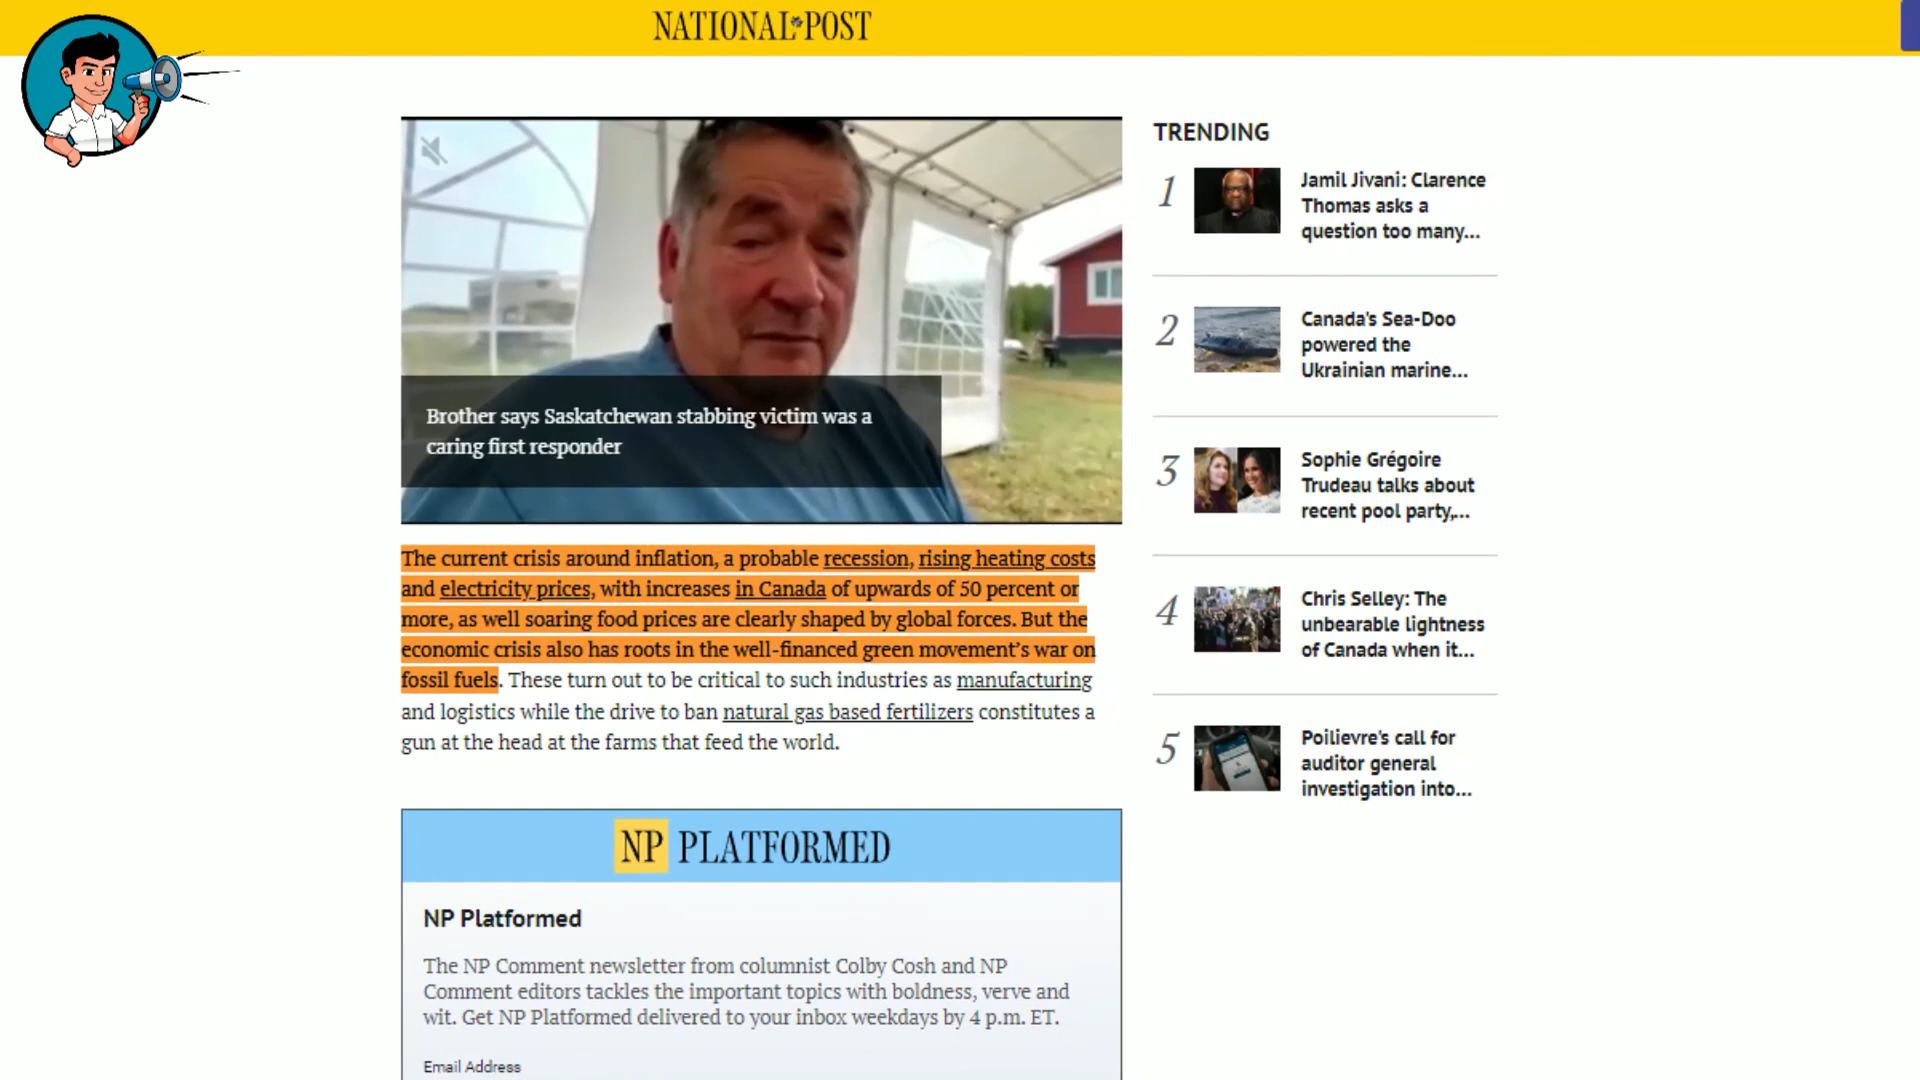 NATIONAL POST
Brother says Saskatchewan stabbing victim was a
caring first responder
The current crisis around inflation, a probable recession, rising heating costs
and electricity prices, with increases in Canada of upwards of 50 percent or
more, as well soaring food prices are clearly shaped by global forces. But the
economic crisis also has roots in the well-financed green movement’s war on
fossil fuels. These turn out to be critical to such industries as manufacturing
and logistics while the drive to ban natural gas based fertilizers constitutes a
gun at the head at the farms that feed the world.
NP PLATFORMED
NP Platformed
The NP Comment newsletter from columnist Colby Cosh and NP
Comment editors tackles the important topics with boldness, verve and
wit. Get NP Platformed delivered to your inbox weekdays by 4 p.m. ET.
Email Address
TRENDING
1
Jamil Jivani: Clarence
Thomas asks a
question too many...
2
Canada's Sea-Doo
powered the
Ukrainian marine...
3
Sophie Grégoire
Trudeau talks about
recent pool party,...
4
Chris Selley: The
unbearable lightness
of Canada when it...
5
Poilievre's call for
auditor general
investigation into...